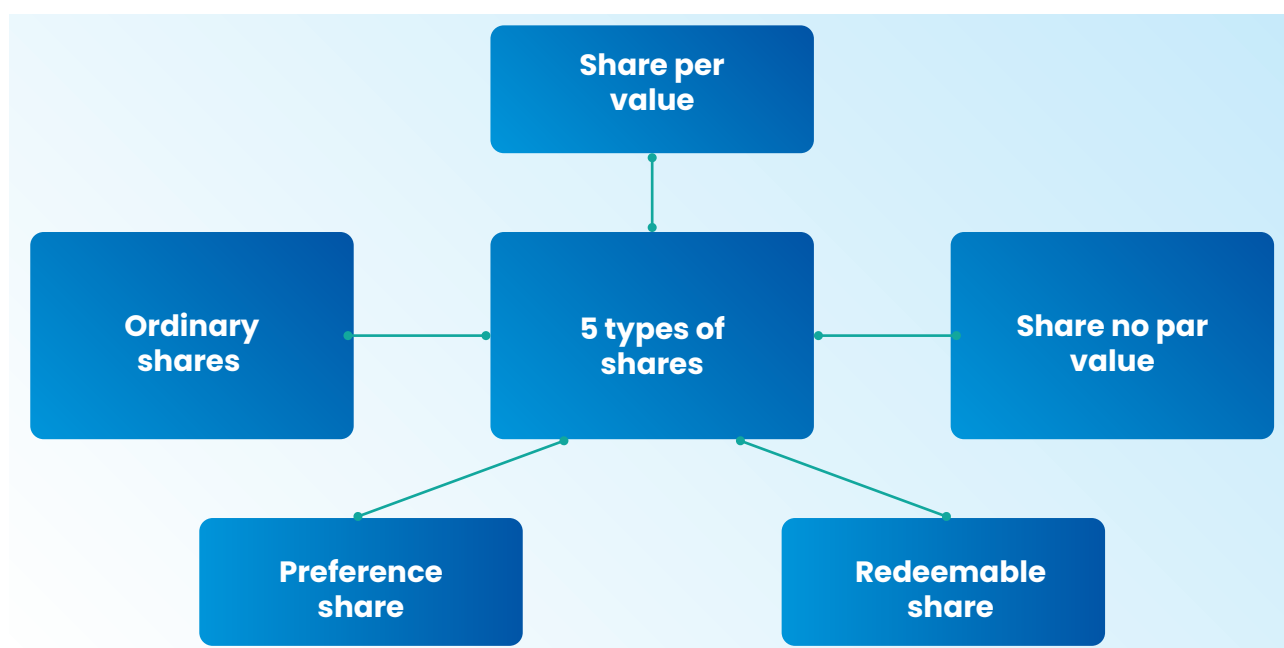 Share per
value
Ordinary
shares
5 types of
shares
Share no par
value
Preference
share
Redeemable
share